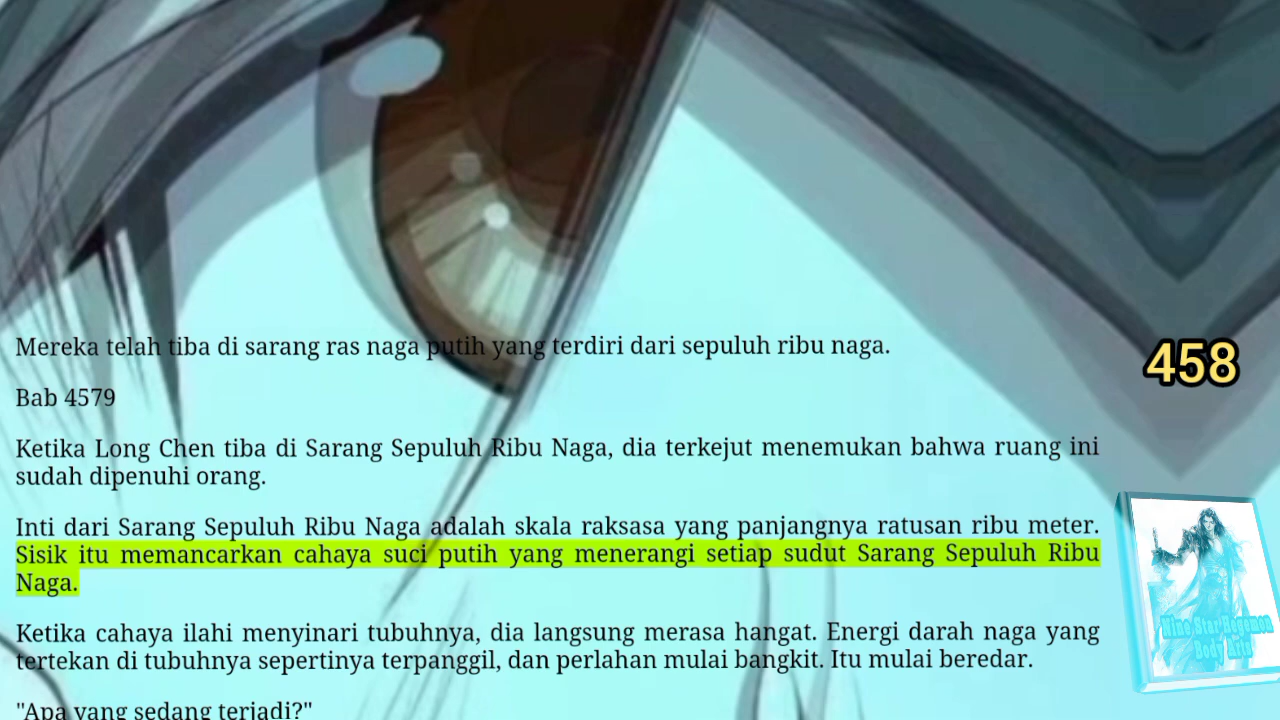 Mereka telah tiba di sarang ras naga putih yang terdiri dari sepuluh ribu naga.
458
Bab 4579
Ketika Long Chen tiba di Sarang Sepuluh Ribu Naga, dia terkejut menemukan bahwa ruang ini
sudah dipenuhi orang.
Inti dari Sarang Sepuluh Ribu Naga adalah skala raksasa yang panjangnya ratusan ribu meter.
Sisik itu memancarkan cahaya suci putih yang menerangi setiap sudut Sarang Sepuluh Ribu
Naga.
Ketika cahaya ilahi menyinari tubuhnya, dia langsung merasa hangat. Energi darah naga yang
tertekan di tubuhnya sepertinya terpanggil, dan perlahan mulai bangkit. Itu mulai beredar.
Nine Star Hegemon
Body Arts
"Apa yang sedang terjadi?"